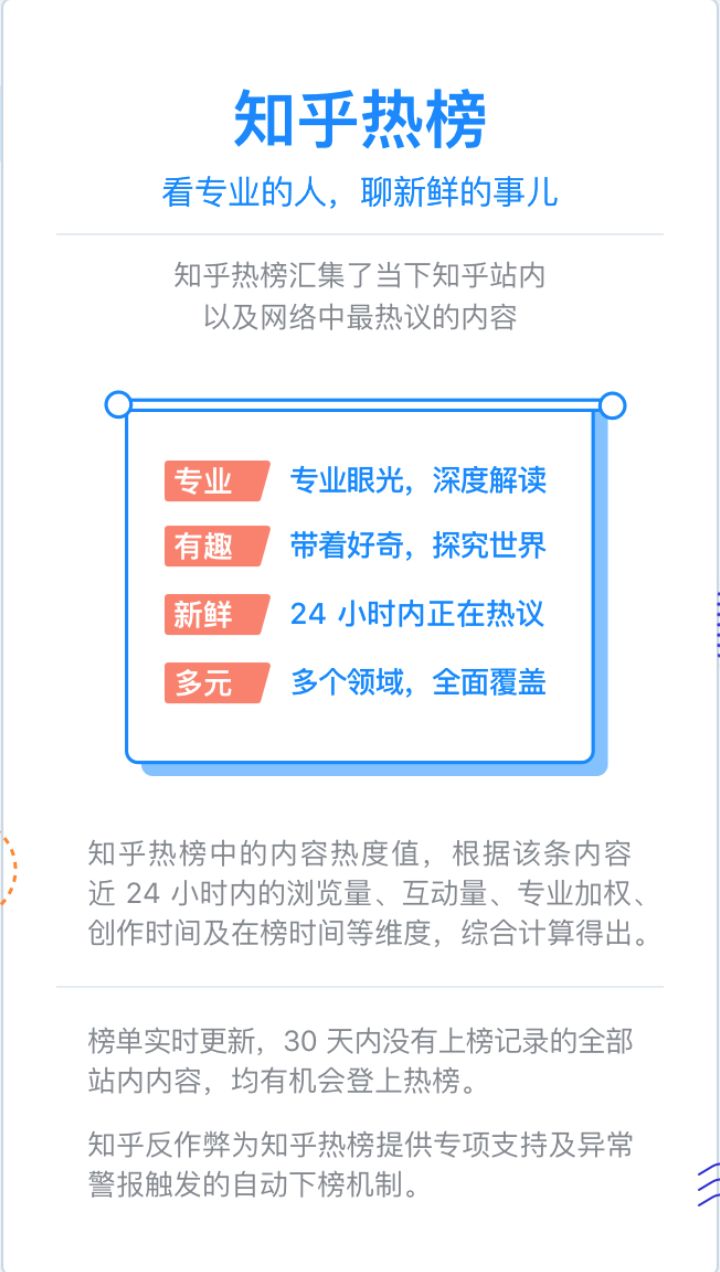 知乎热榜
看专业的人，聊新鲜的事儿
知乎热榜汇集了当下知乎站内
以及网络中最热议的内容
专业 专业眼光，深度解读
有趣 带着好奇，探究世界
新鲜 24 小时内正在热议
多元 多个领域，全面覆盖
知乎热榜中的内容热度值，根据该条内容
近 24 小时内的浏览量、互动量、专业加权、
创作时间及在榜时间等维度，综合计算得出。
榜单实时更新，30 天内没有上榜记录的全部
站内内容，均有机会登上热榜。
知乎反作弊为知乎热榜提供专项支持及异常
警报触发的自动下榜机制。